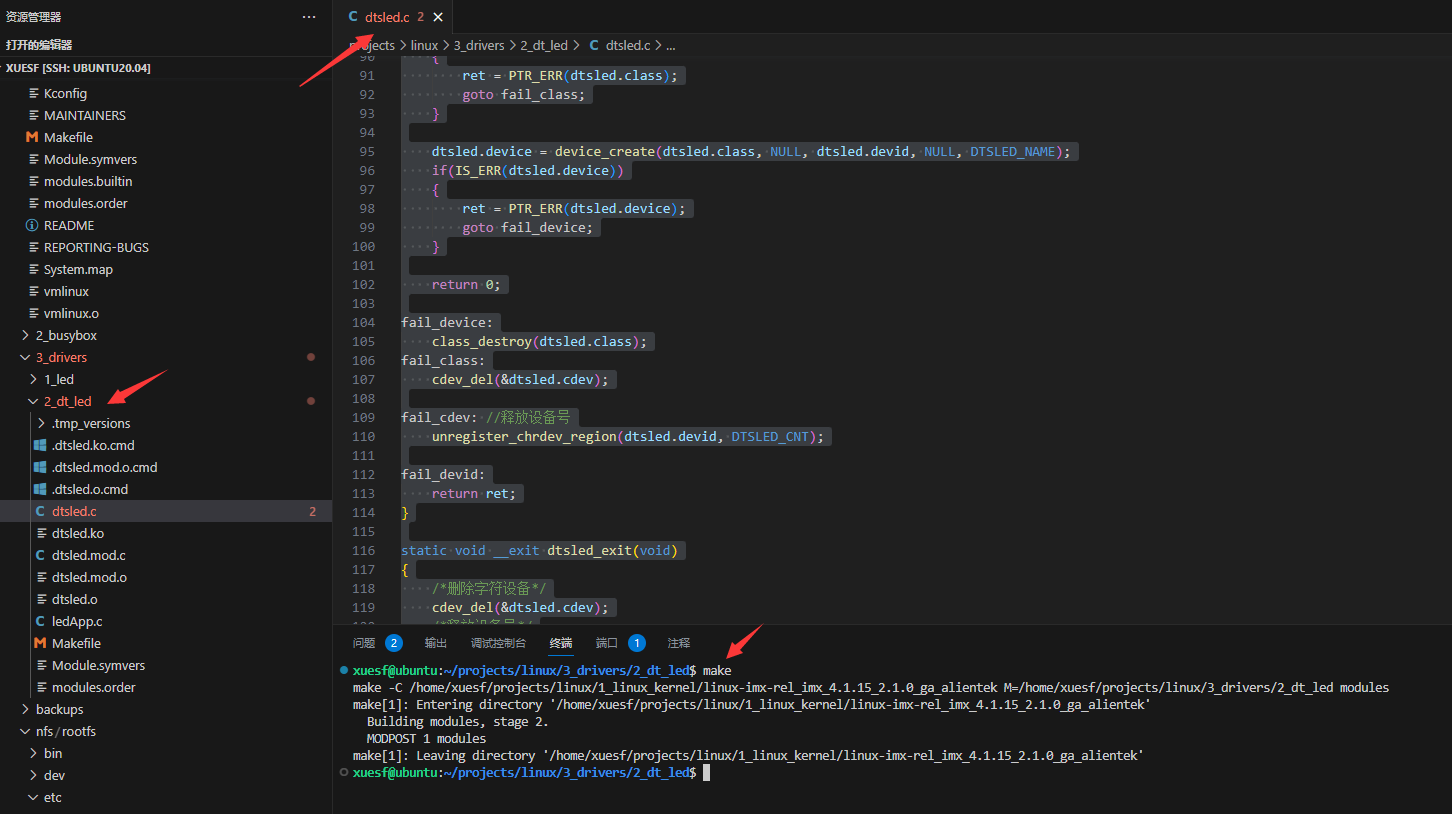 资源管理器
···
打开的编辑器
XUESF [SSH: UBUNTU20.04]
Kconfig
MAINTAINERS
Makefile
Module.symvers
modules.builtin
modules.order
README
REPORTING-BUGS
System.map
vmlinux
vmlinux.o
2_busybox
3_drivers
1_led
2_dt_led
.tmp_versions
.dtsled.ko.cmd
.dtsled.mod.o.cmd
.dtsled.o.cmd
C dtsled.c 2
dtsled.ko
C dtsled.mod.c
dtsled.mod.o
dtsled.o
C ledApp.c
Makefile
Module.symvers
modules.order
backups
nfs/rootfs
bin
dev
etc
C dtsled.c 2 ×
projects > linux > 3_drivers > 2_dt_led > C dtsled.c > ...
90 {
91 ret = PTR_ERR(dtsled.class);
92 goto fail_class;
93 }
94
95 dtsled.device = device_create(dtsled.class, NULL, dtsled.devid, NULL, DTSLED_NAME);
96 if(IS_ERR(dtsled.device))
97 {
98 ret = PTR_ERR(dtsled.device);
99 goto fail_device;
100 }
101
102 return 0;
103
104 fail_device:
105 class_destroy(dtsled.class);
106 fail_class:
107 cdev_del(&dtsled.cdev);
108
109 fail_cdev: //释放设备号
110 unregister_chrdev_region(dtsled.devid, DTSLED_CNT);
111
112 fail_devid:
113 return ret;
114 }
115
116 static void __exit dtsled_exit(void)
117 {
118 /*删除字符设备*/
119 cdev_del(&dtsled.cdev);
120 /*释放设备号*/
问题 2 输出 调试控制台 终端 端口 1 注释
xuesf@ubuntu:~/projects/linux/3_drivers/2_dt_led$ make
make -C /home/xuesf/projects/linux/1_linux_kernel/linux-imx-rel_imx_4.1.15_2.1.0_ga_alientek M=/home/xuesf/projects/linux/3_drivers/2_dt_led modules
make[1]: Entering directory '/home/xuesf/projects/linux/1_linux_kernel/linux-imx-rel_imx_4.1.15_2.1.0_ga_alientek'
Building modules, stage 2.
MODPOST 1 modules
make[1]: Leaving directory '/home/xuesf/projects/linux/1_linux_kernel/linux-imx-rel_imx_4.1.15_2.1.0_ga_alientek'
xuesf@ubuntu:~/projects/linux/3_drivers/2_dt_led$